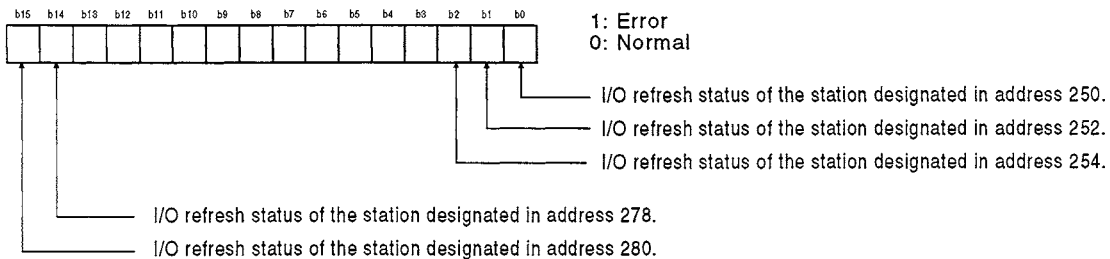 b15 b14 b13 b12 b11 b10 b9 b8 b7 b6 b5 b4 b3 b2 b1 b0
1: Error
0: Normal
I/O refresh status of the station designated in address 250.
I/O refresh status of the station designated in address 252.
I/O refresh status of the station designated in address 254.
I/O refresh status of the station designated in address 278.
I/O refresh status of the station designated in address 280.